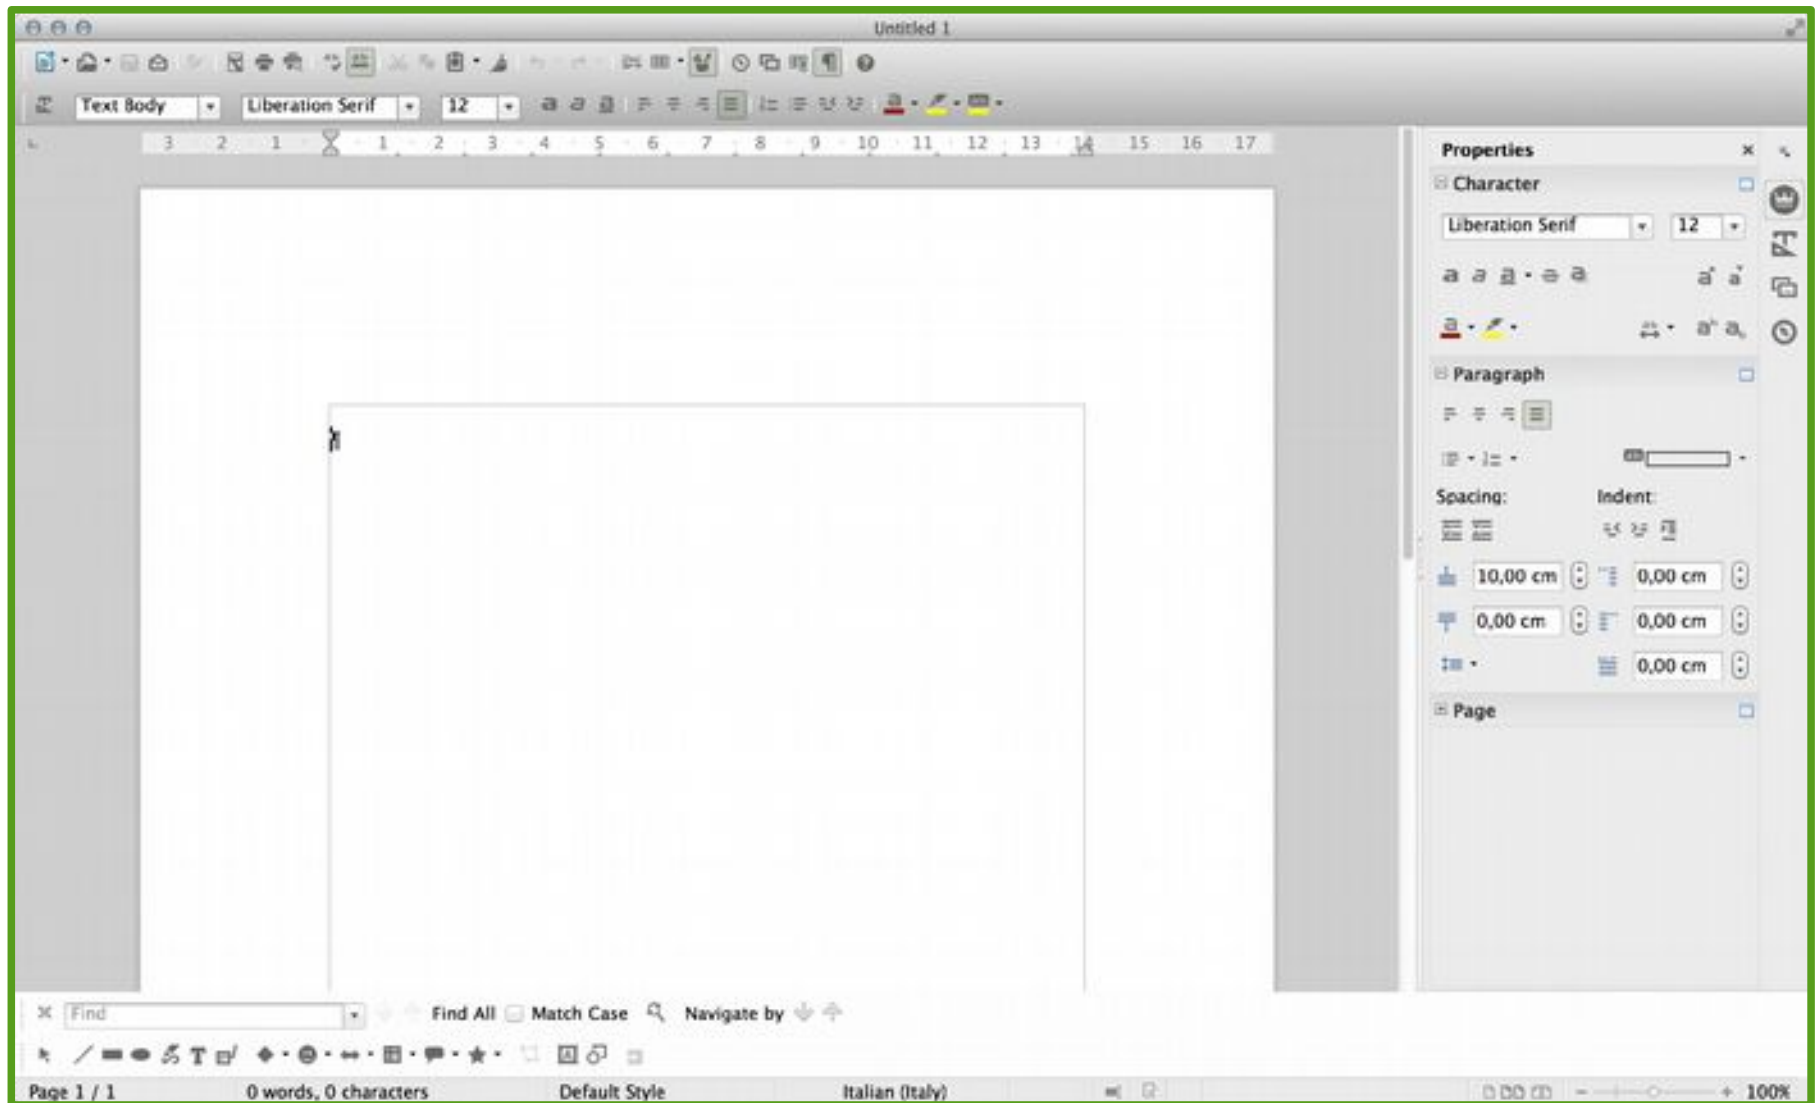 Untitled 1
Text Body Liberation Serif 12
3 2 1 1 2 3 4 5 6 7 8 9 10 11 12 13 14 15 16 17
Properties
Character
Liberation Serif 12
Paragraph
Spacing: Indent:
10,00 cm 0,00 cm
0,00 cm 0,00 cm
0,00 cm
Page
Find Find All Match Case Navigate by
Page 1 / 1 0 words, 0 characters Default Style Italian (Italy) 100%